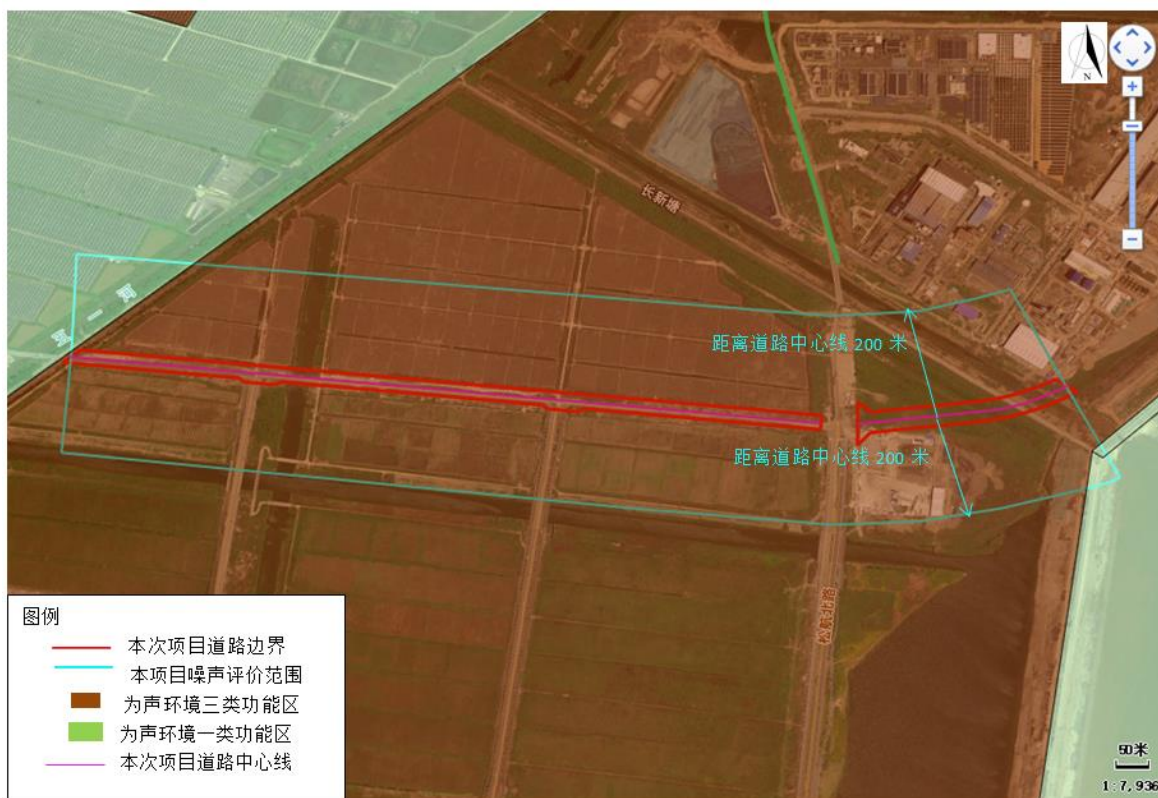 N
长新塘
河一河
距离道路中心线 200 米
距离道路中心线 200 米
松航北路
图例
本次项目道路边界
本项目噪声评价范围
为声环境三类功能区
为声环境一类功能区
本次项目道路中心线
50米
1:7,936